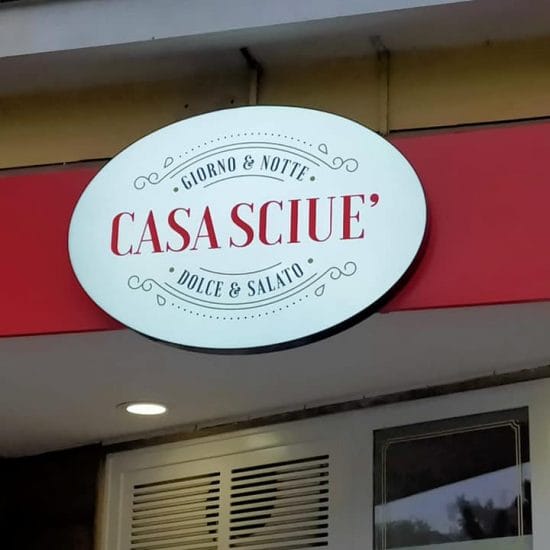 GIORNO & NOTTE
CASA SCIUE'
DOLCE & SALATO